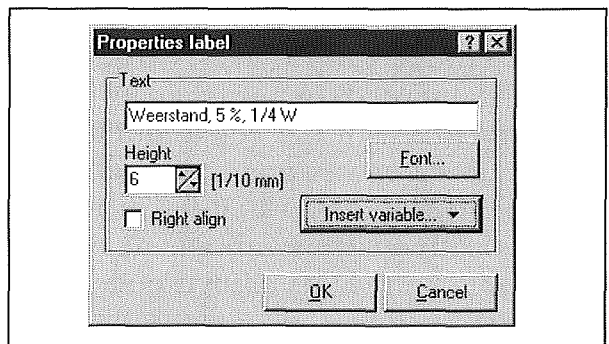 Properties label
Text
Weerstand, 5 %, 1/4 W
Height
Font...
6 [1/10 mm]
Right align
Insert variable...
OK
Cancel